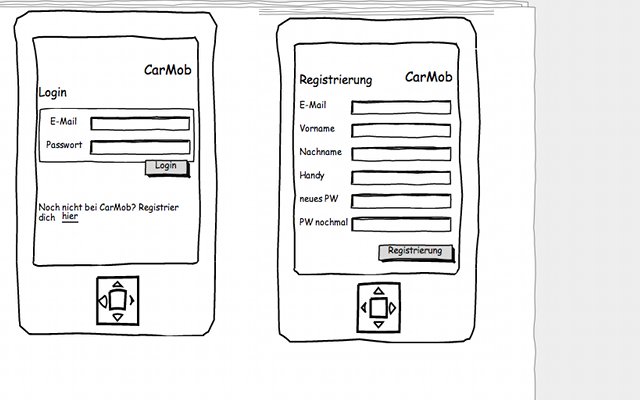 CarMob
Login
E-Mail
Passwort
Login
Noch nicht bei CarMob? Registrier
dich hier
Registrierung CarMob
E-Mail
Vorname
Nachname
Handy
neues PW
PW nochmal
Registrierung